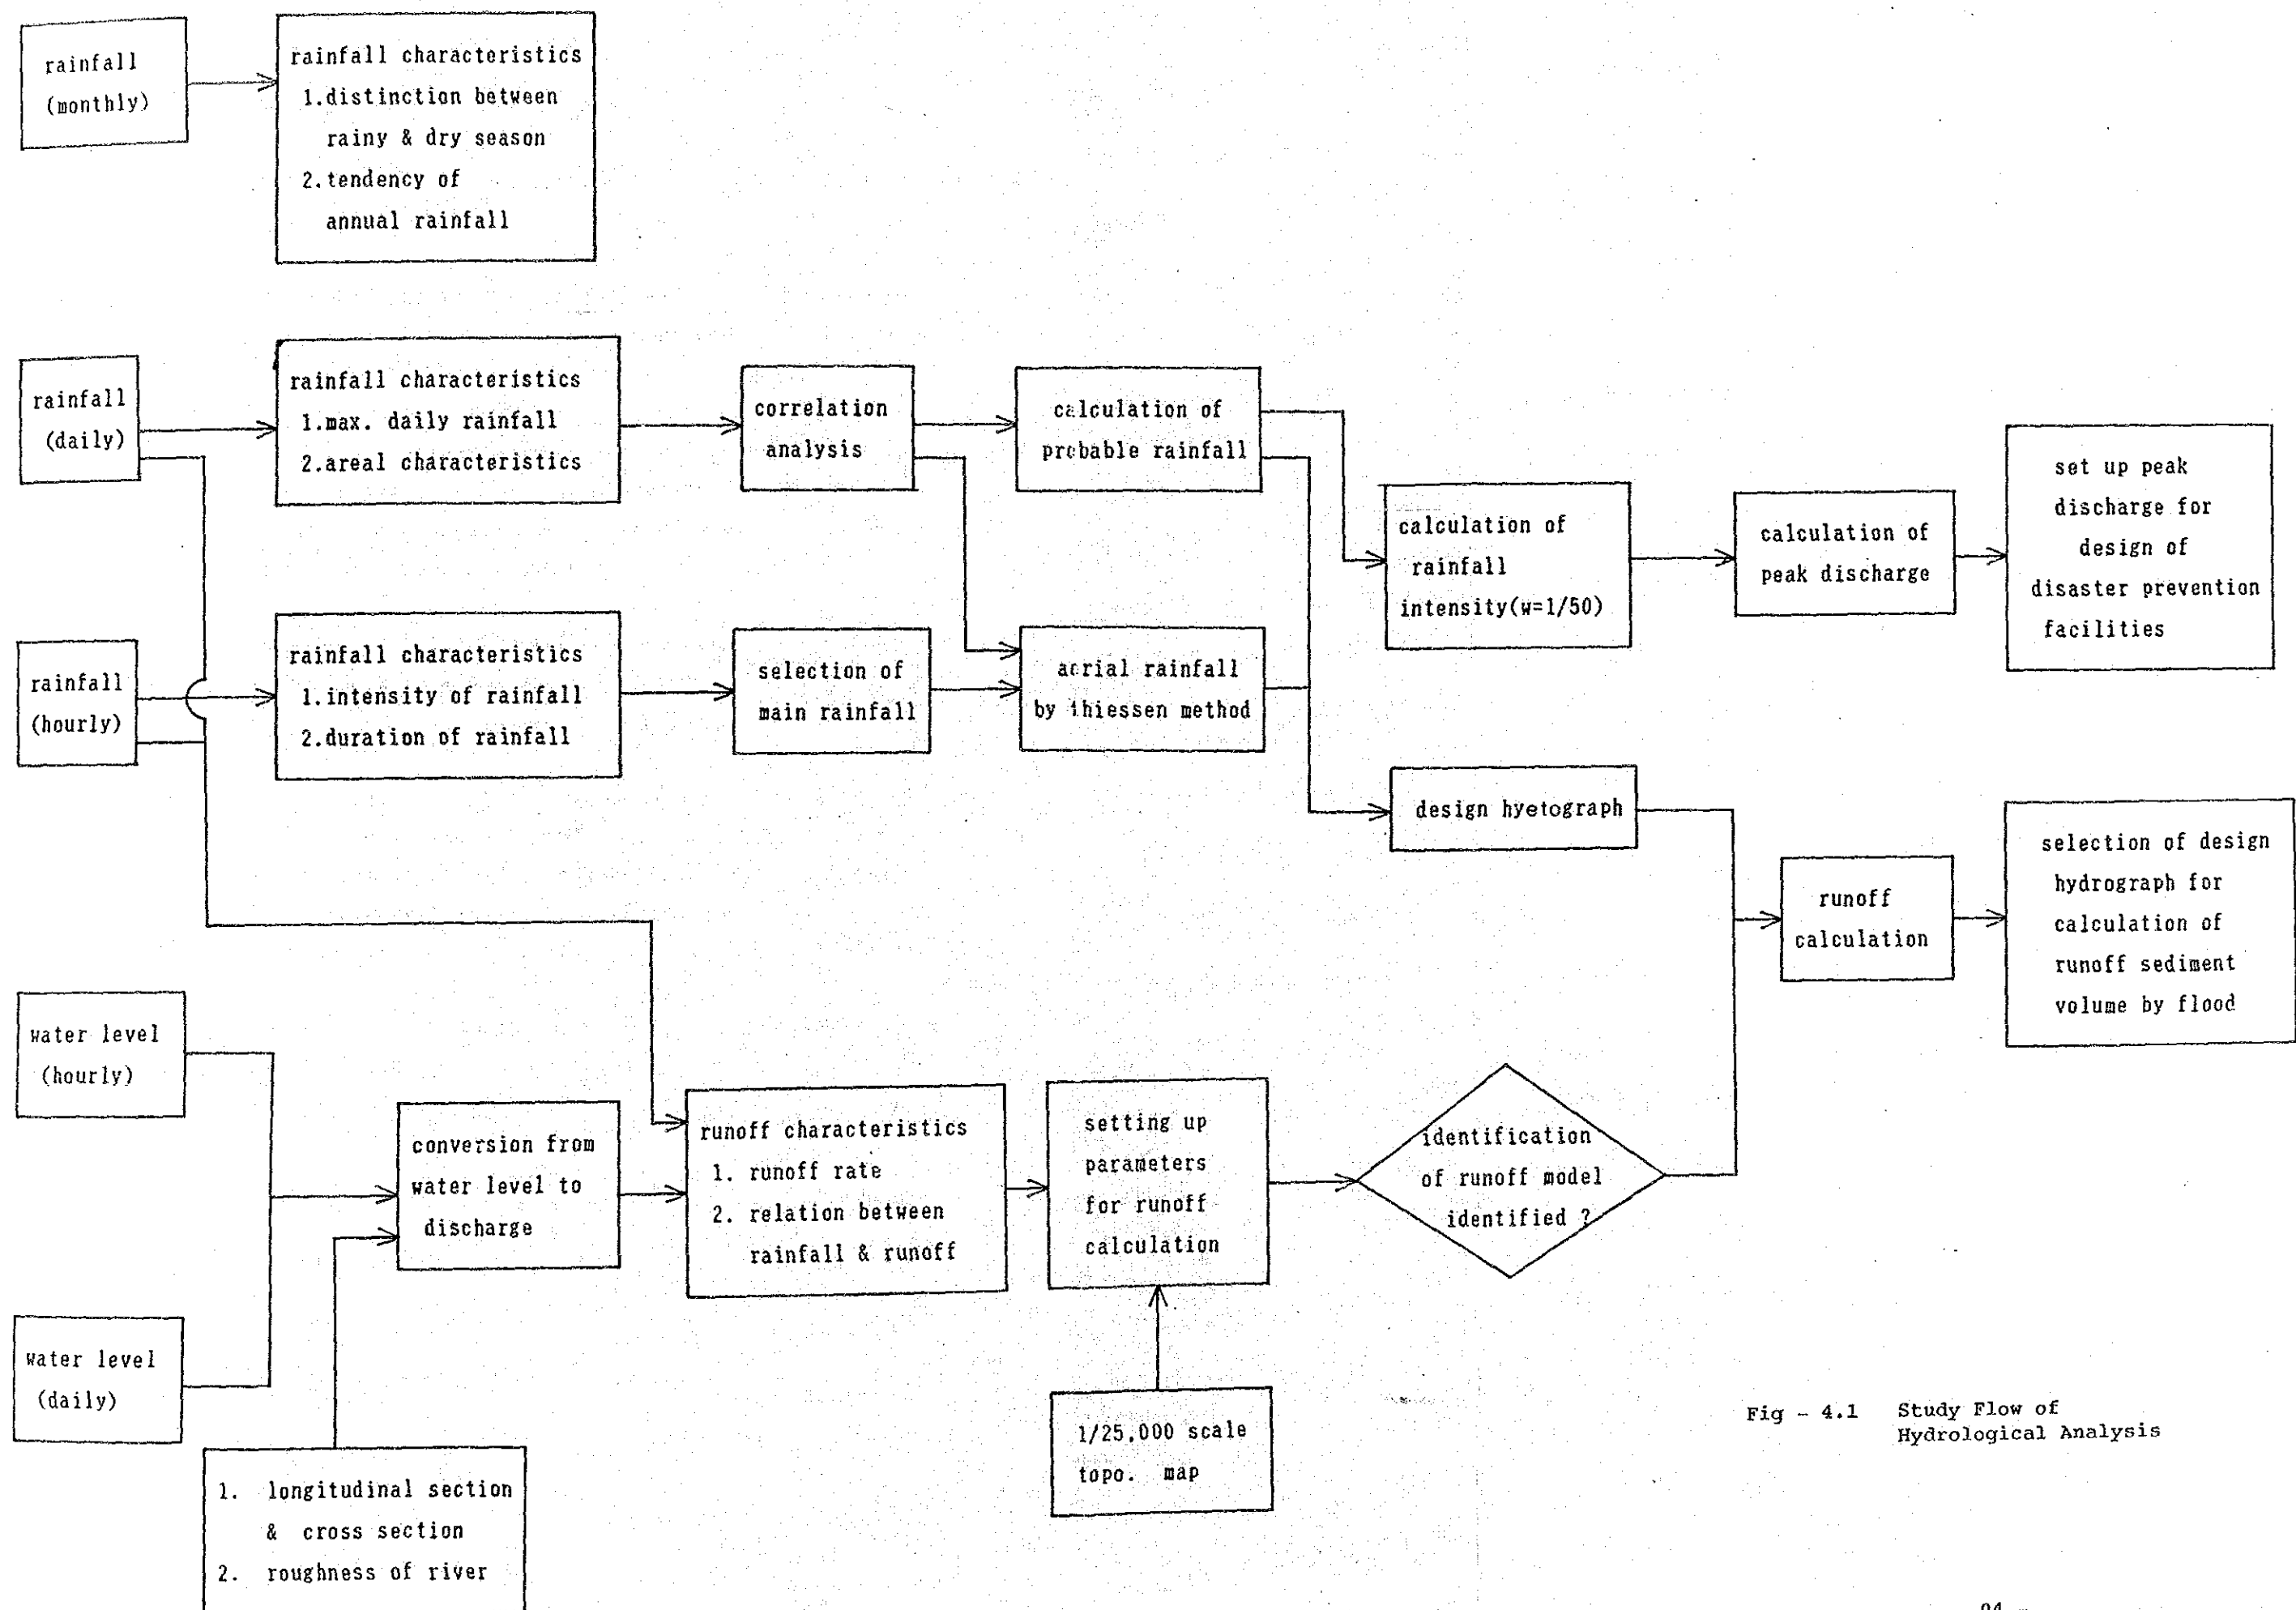 rainfall
(monthly)
rainfall characteristics
1.distinction between
rainy & dry season
2.tendency of
annual rainfall
rainfall
(daily)
rainfall characteristics
1.max. daily rainfall
2.areal characteristics
correlation
analysis
calculation of
probable rainfall
calculation of
rainfall
intensity(w=1/50)
calculation of
peak discharge
set up peak
discharge for
design of
disaster prevention
facilities
rainfall
(hourly)
rainfall characteristics
1.intensity of rainfall
2.duration of rainfall
selection of
main rainfall
aerial rainfall
by thiessen method
design hyetograph
runoff
calculation
selection of design
hydrograph for
calculation of
runoff sediment
volume by flood
water level
(hourly)
water level
(daily)
conversion from
water level to
discharge
runoff characteristics
1. runoff rate
2. relation between
rainfall & runoff
setting up
parameters
for runoff
calculation
identification
of runoff model
identified ?
1. longitudinal section
& cross section
2. roughness of river
1/25,000 scale
topo. map
Fig - 4.1 Study Flow of
Hydrological Analysis